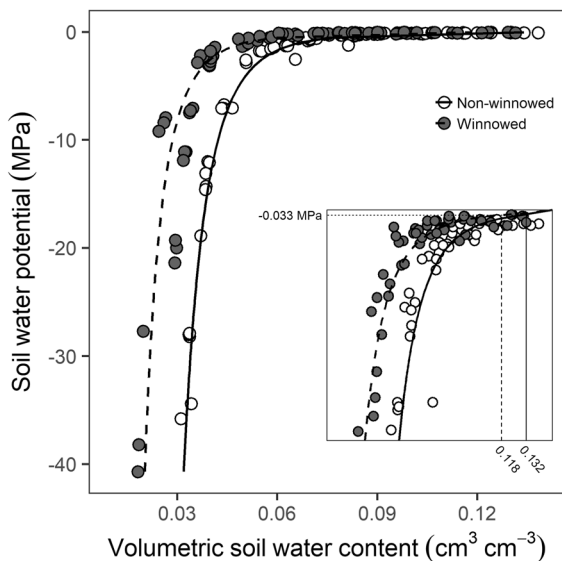 0
-10
-20
-30
-40
Soil water potential (MPa)
Non-winnowed
Winnowed
-0.033 MPa
0.118
0.132
0.03
0.06
0.09
0.12
Volumetric soil water content (cm³ cm⁻³)